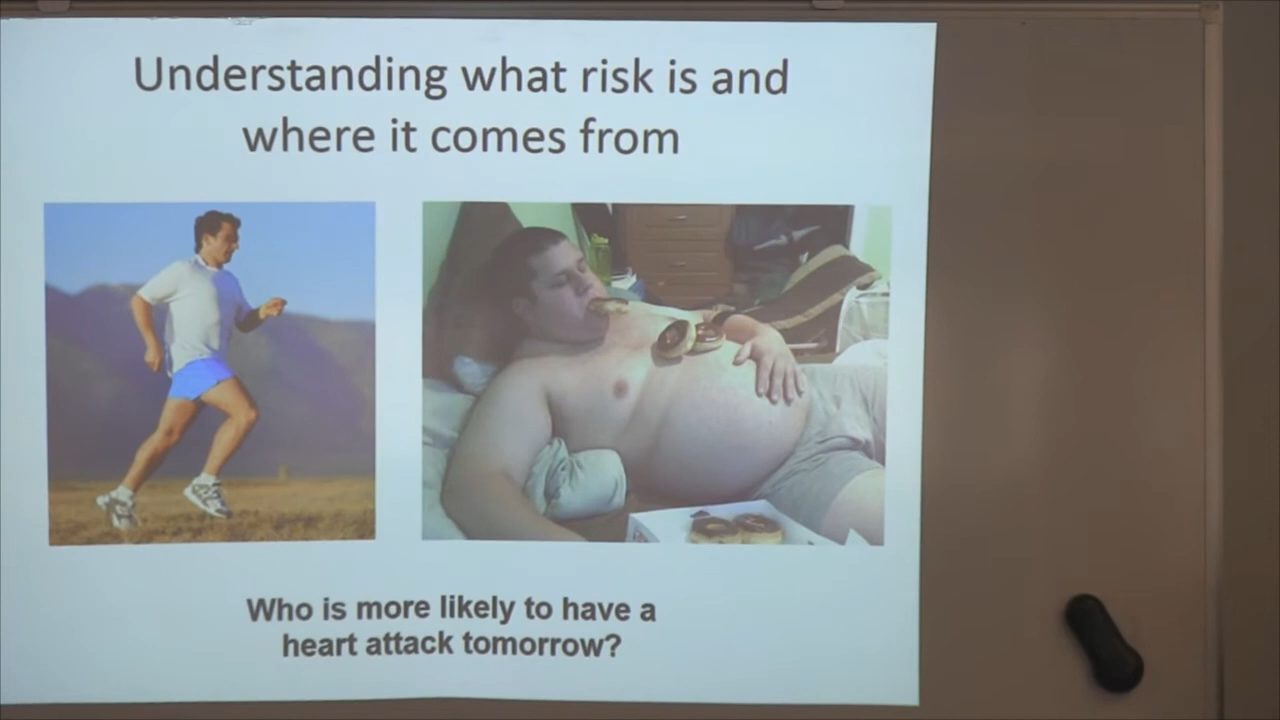 Understanding what risk is and
where it comes from
Who is more likely to have a
heart attack tomorrow?